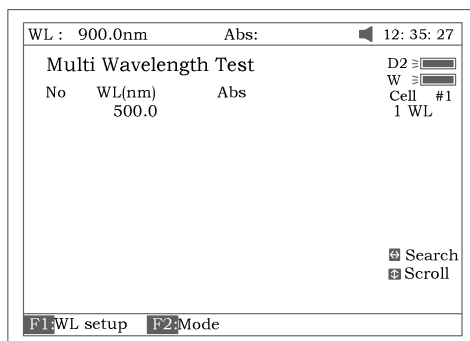 WL : 900.0nm Abs: 12: 35: 27
Multi Wavelength Test
D2
W
No WL(nm) Abs
Cell #1
500.0
1 WL
Search
Scroll
F1:WL setup F2:Mode